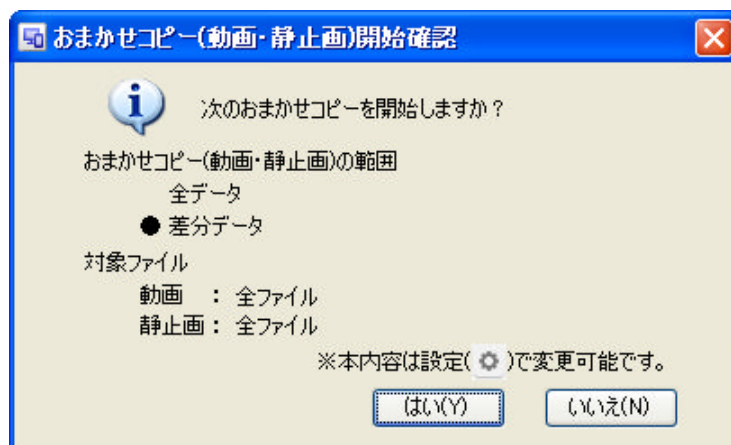 おまかせコピー(動画・静止画)開始確認
次のおまかせコピーを開始しますか？
おまかせコピー(動画・静止画)の範囲
全データ
● 差分データ
対象ファイル
動画　：全ファイル
静止画：全ファイル
※本内容は設定( )で変更可能です。
はい(Y)　いいえ(N)